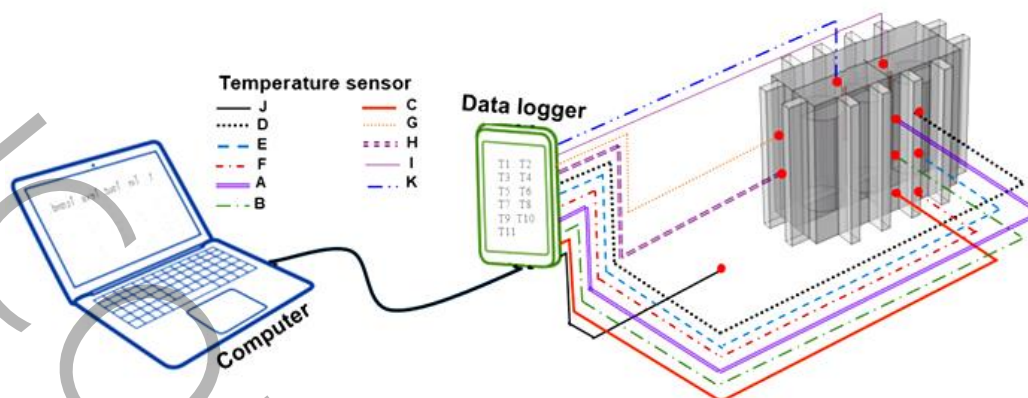 Temperature sensor
J
D
E
F
A
B
C
G
H
I
K
Data logger
T1 T2
T3 T4
T5 T6
T7 T8
T9 T10
T11
Computer